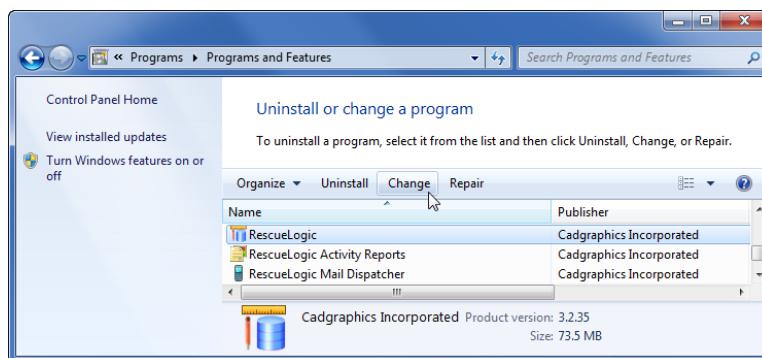 « Programs ▸ Programs and Features
Search Programs and Features
Control Panel Home
View installed updates
Turn Windows features on or
off
Uninstall or change a program
To uninstall a program, select it from the list and then click Uninstall, Change, or Repair.
Organize Uninstall Change Repair
Name Publisher
RescueLogic Cadgraphics Incorporated
RescueLogic Activity Reports Cadgraphics Incorporated
RescueLogic Mail Dispatcher Cadgraphics Incorporated
Cadgraphics Incorporated Product version: 3.2.35
Size: 73.5 MB